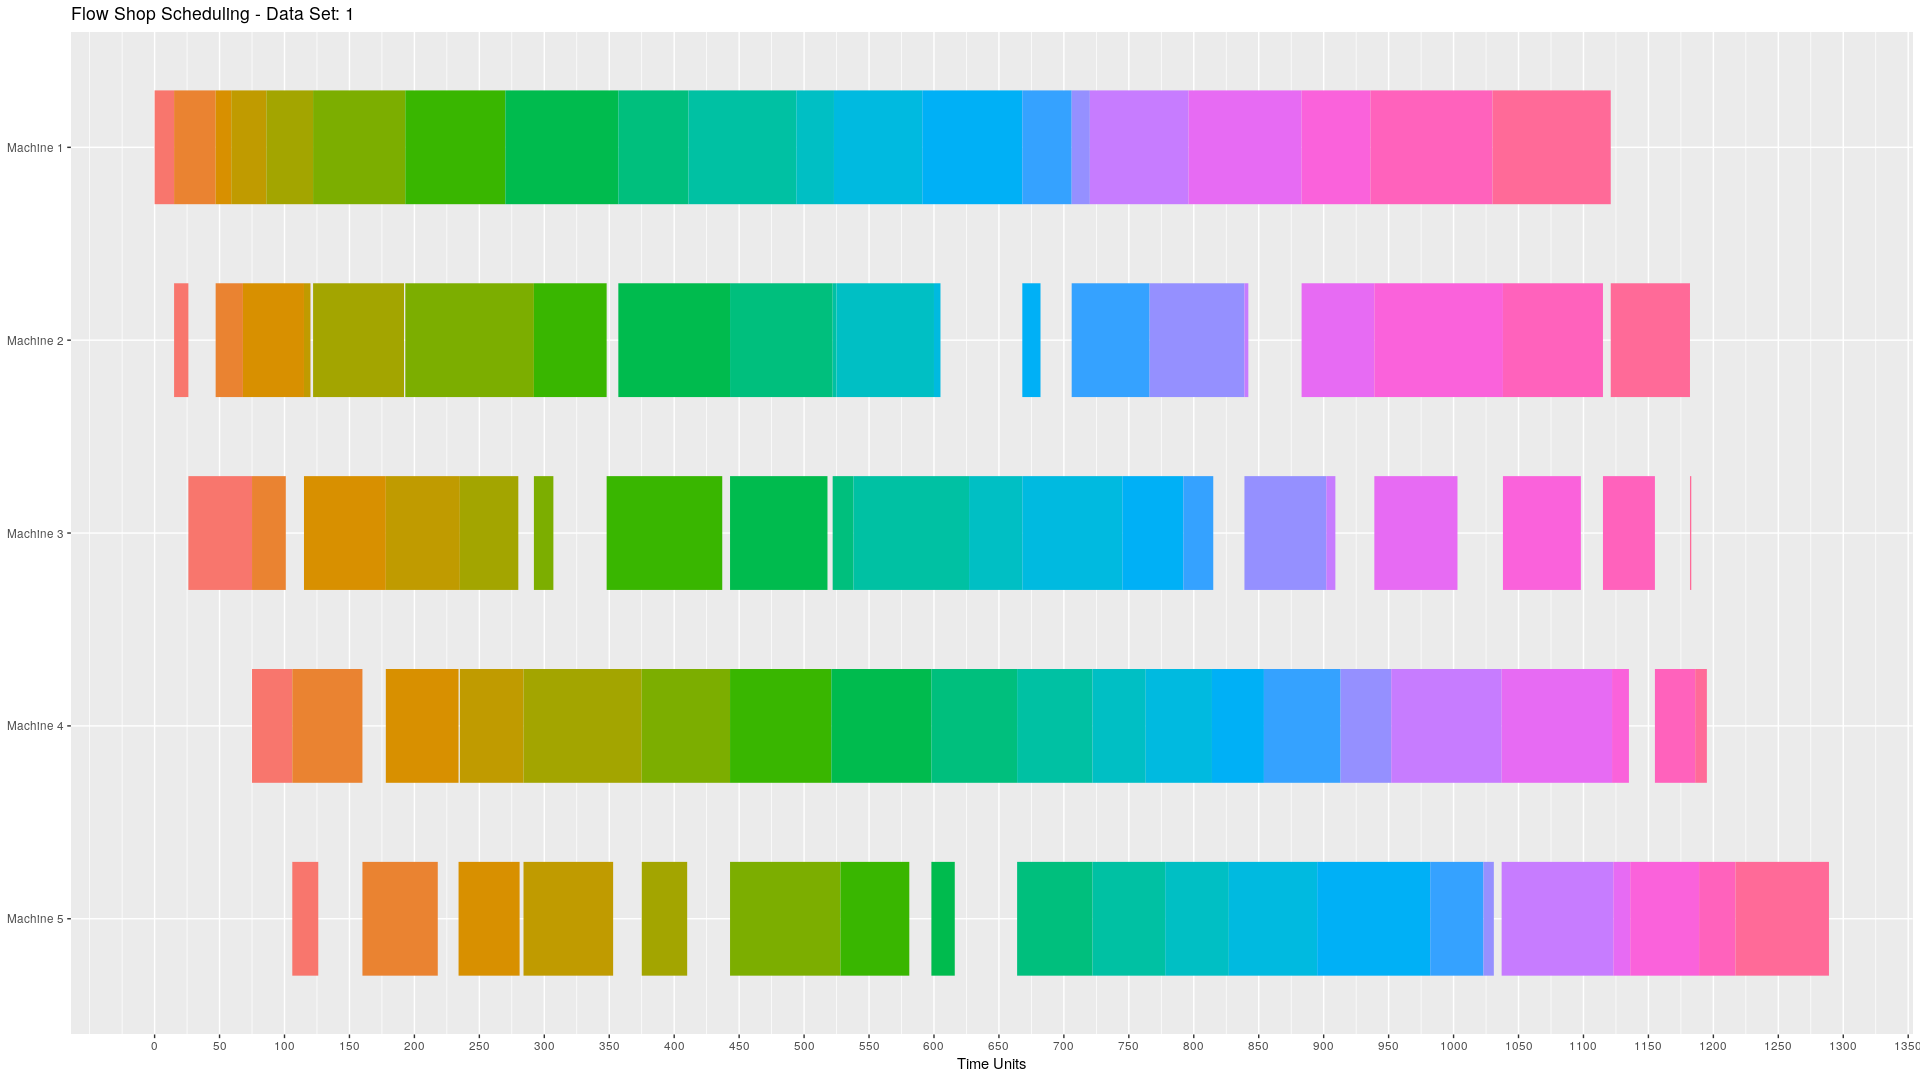 Flow Shop Scheduling - Data Set: 1
Machine 1
Machine 2
Machine 3
Machine 4
Machine 5
0 50 100 150 200 250 300 350 400 450 500 550 600 650 700 750 800 850 900 950 1000 1050 1100 1150 1200 1250 1300 1350
Time Units